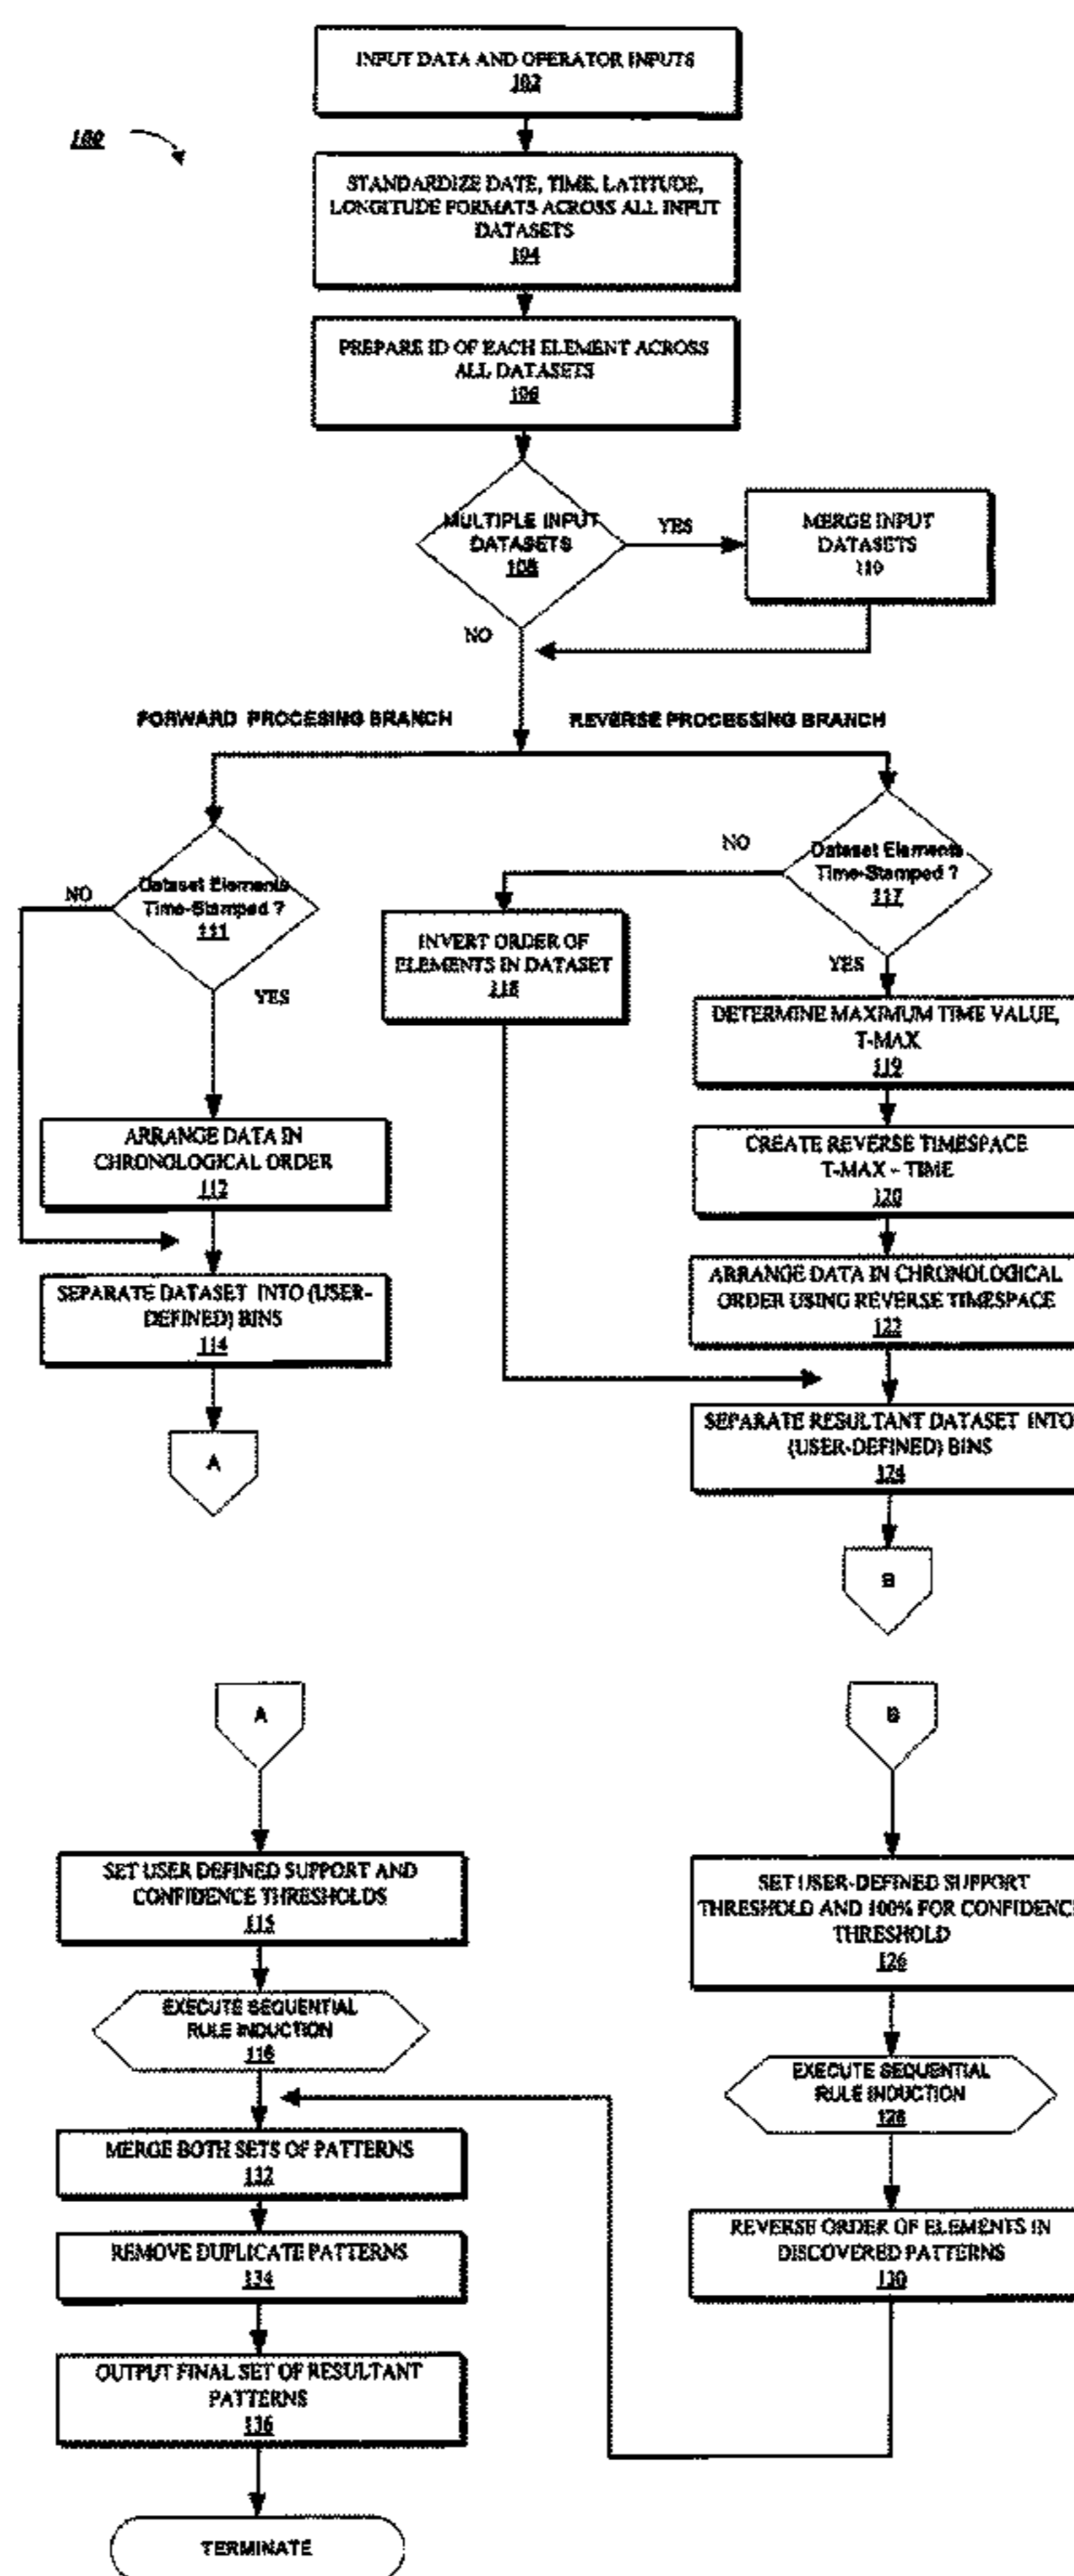 INPUT DATA AND OPERATOR INPUTS
102
100
STANDARDIZE DATE, TIME, LATITUDE,
LONGITUDE FORMATS ACROSS ALL INPUT
DATASETS
104
PREPARE ID OF EACH ELEMENT ACROSS
ALL DATASETS
106
MULTIPLE INPUT
DATASETS
108
YES
MERGE INPUT
DATASETS
110
NO
FORWARD PROCESING BRANCH
REVERSE PROCESSING BRANCH
NO
Dataset Elements
Time-Stamped ?
111
YES
NO
Dataset Elements
Time-Stamped ?
117
YES
INVERT ORDER OF
ELEMENTS IN DATASET
118
DETERMINE MAXIMUM TIME VALUE,
T-MAX
119
ARRANGE DATA IN
CHRONOLOGICAL ORDER
112
CREATE REVERSE TIMESPACE
T-MAX - TIME
120
SEPARATE DATASET INTO (USER-
DEFINED) BINS
114
ARRANGE DATA IN CHRONOLOGICAL
ORDER USING REVERSE TIMESPACE
122
SEPARATE RESULTANT DATASET INTO
(USER-DEFINED) BINS
124
A
B
A
B
SET USER DEFINED SUPPORT AND
CONFIDENCE THRESHOLDS
115
SET USER-DEFINED SUPPORT
THRESHOLD AND 100% FOR CONFIDENCE
THRESHOLD
126
EXECUTE SEQUENTIAL
RULE INDUCTION
116
EXECUTE SEQUENTIAL
RULE INDUCTION
128
MERGE BOTH SETS OF PATTERNS
132
REVERSE ORDER OF ELEMENTS IN
DISCOVERED PATTERNS
130
REMOVE DUPLICATE PATTERNS
134
OUTPUT FINAL SET OF RESULTANT
PATTERNS
136
TERMINATE